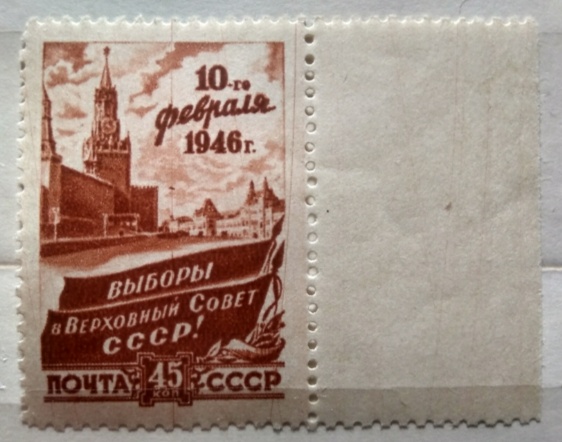 10-го
февраля
1946г.
ВЫБОРЫ
в ВЕРХОВНЫЙ СОВЕТ
СССР!
ПОЧТА 45 СССР
КОП